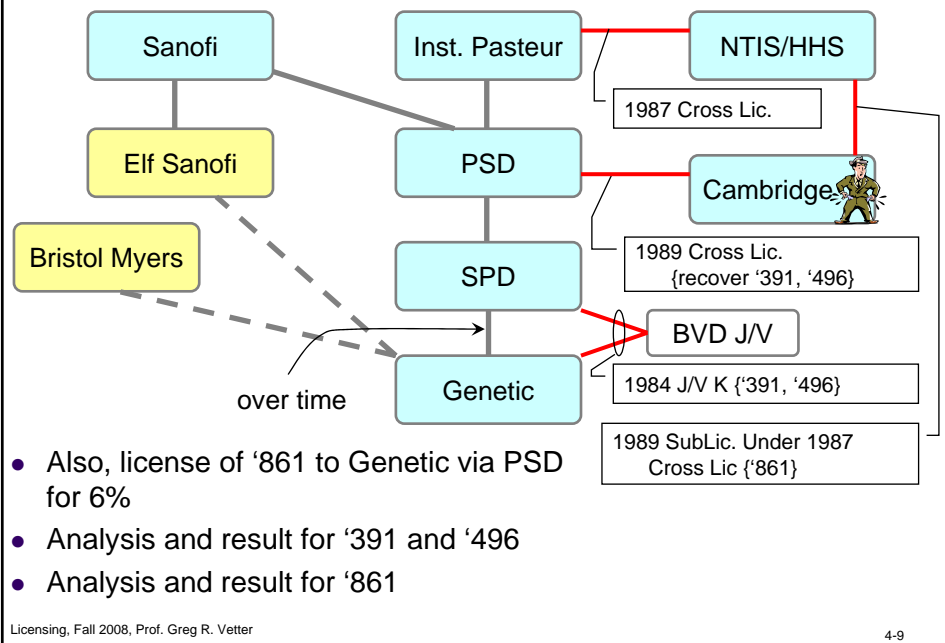 Sanofi
Inst. Pasteur
NTIS/HHS
1987 Cross Lic.
Elf Sanofi
PSD
Cambridge
Bristol Myers
SPD
1989 Cross Lic.
{recover ‘391, ‘496}
BVD J/V
over time
Genetic
1984 J/V K {‘391, ‘496}
1989 SubLic. Under 1987
Cross Lic {‘861}
● Also, license of ‘861 to Genetic via PSD
for 6%
● Analysis and result for ‘391 and ‘496
● Analysis and result for ‘861
Licensing, Fall 2008, Prof. Greg R. Vetter
4-9